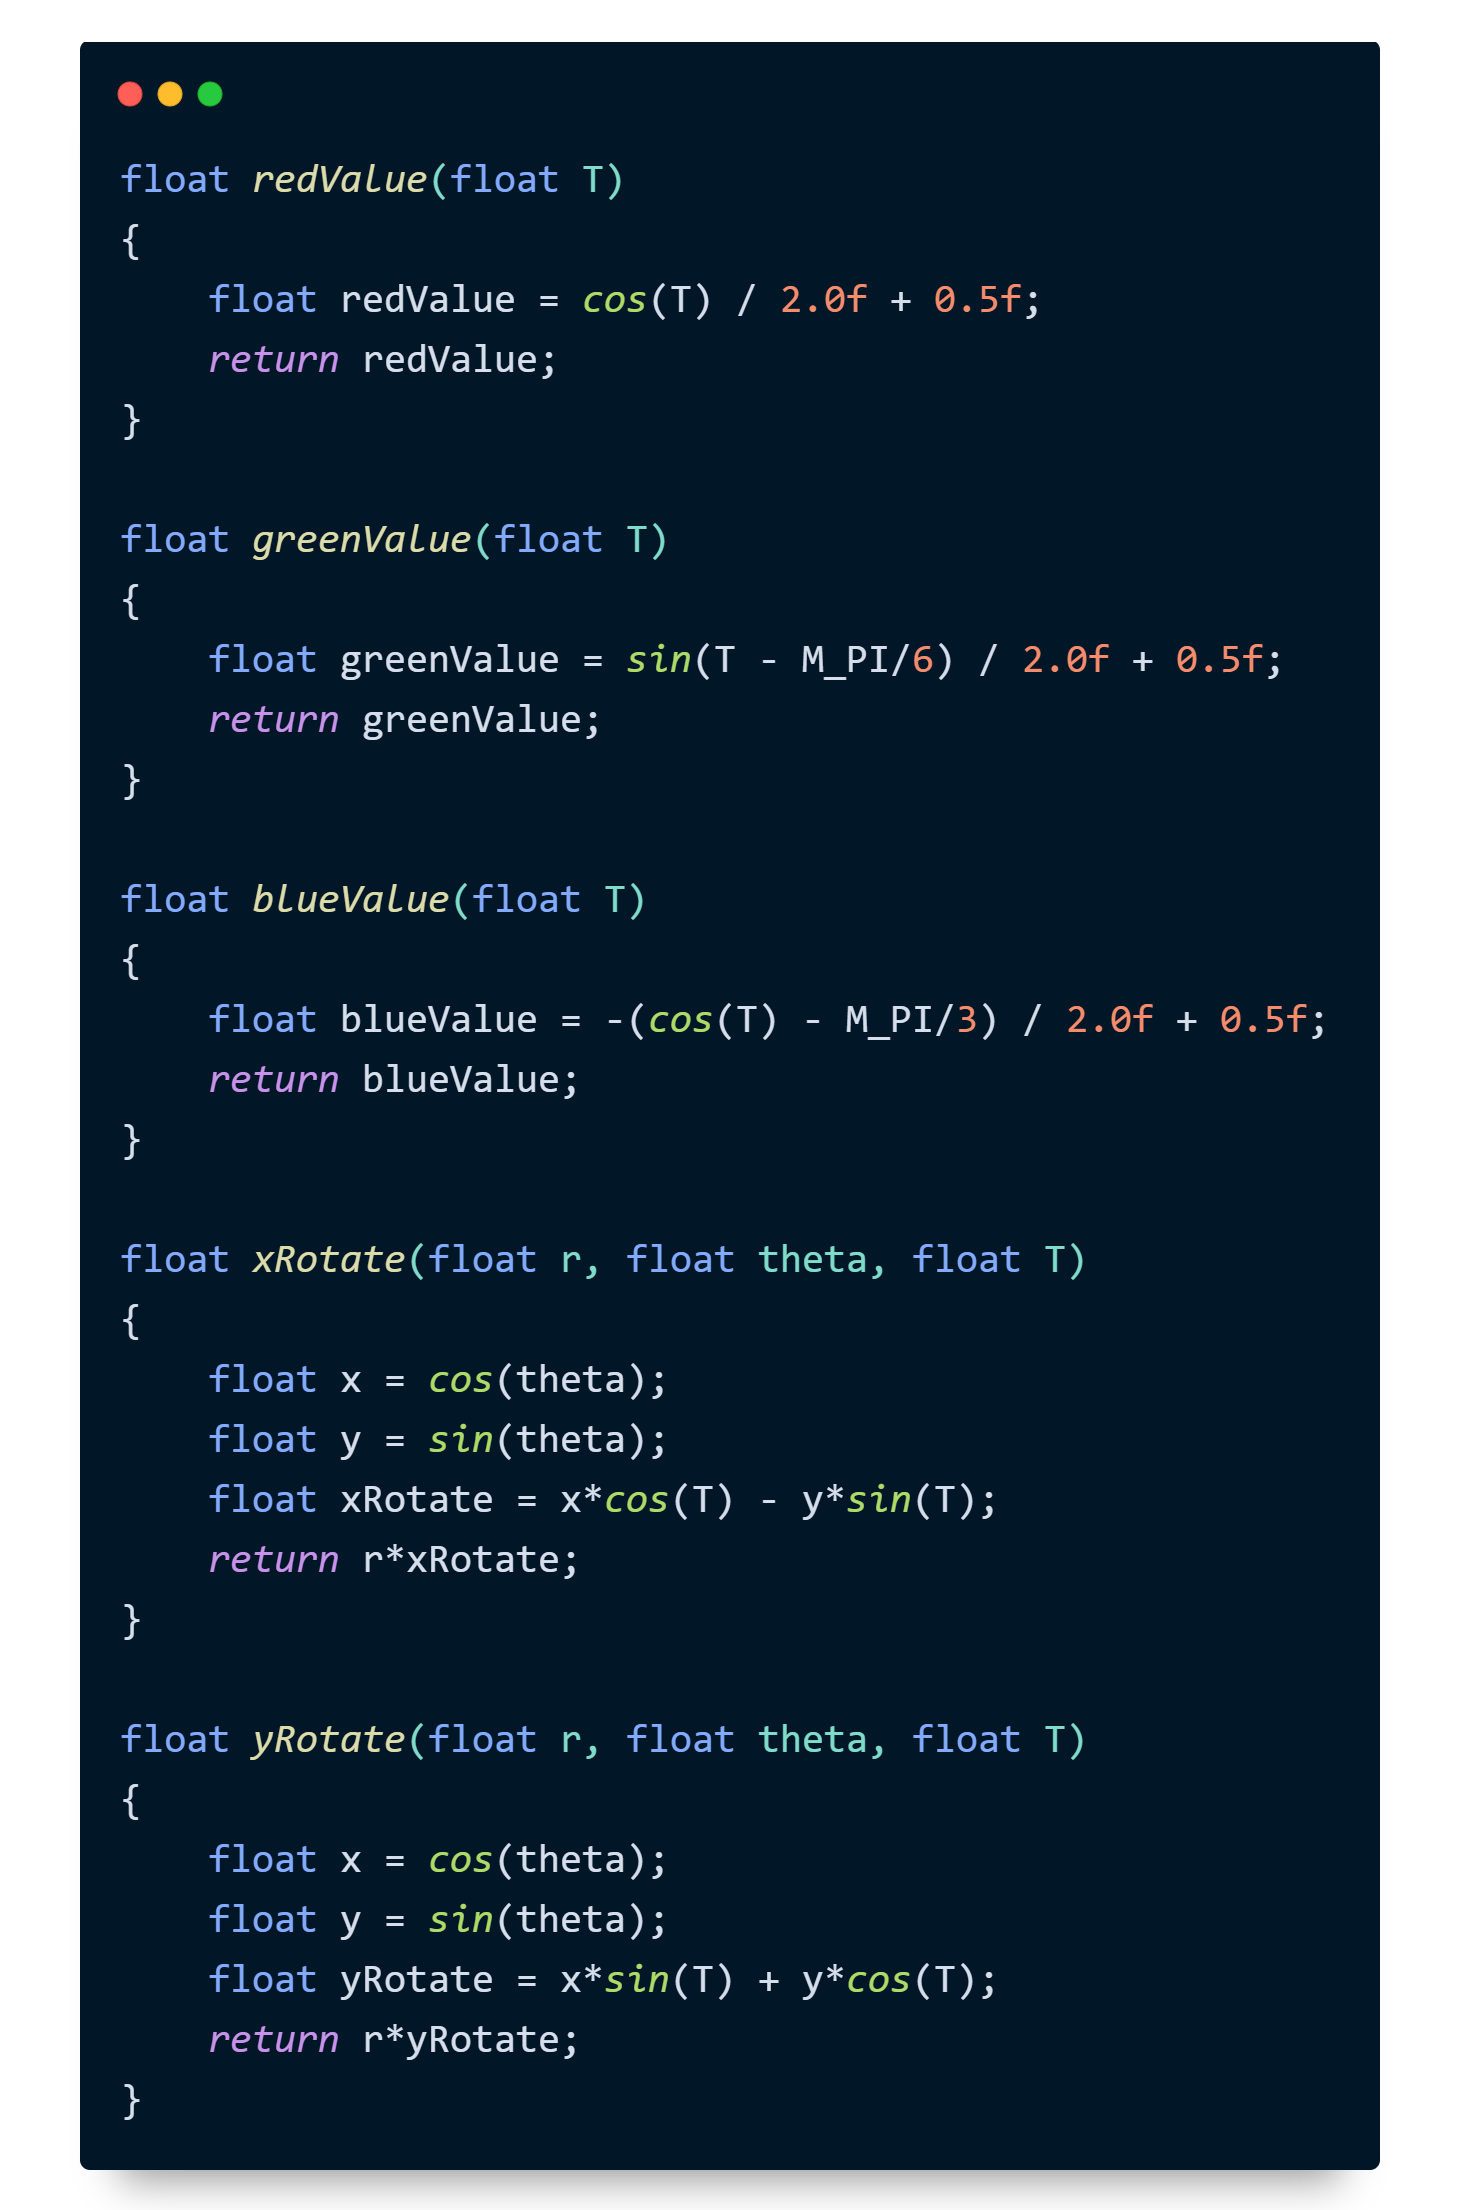 float redValue(float T)
{
    float redValue = cos(T) / 2.0f + 0.5f;
    return redValue;
}

float greenValue(float T)
{
    float greenValue = sin(T - M_PI/6) / 2.0f + 0.5f;
    return greenValue;
}

float blueValue(float T)
{
    float blueValue = -(cos(T) - M_PI/3) / 2.0f + 0.5f;
    return blueValue;
}

float xRotate(float r, float theta, float T)
{
    float x = cos(theta);
    float y = sin(theta);
    float xRotate = x*cos(T) - y*sin(T);
    return r*xRotate;
}

float yRotate(float r, float theta, float T)
{
    float x = cos(theta);
    float y = sin(theta);
    float yRotate = x*sin(T) + y*cos(T);
    return r*yRotate;
}